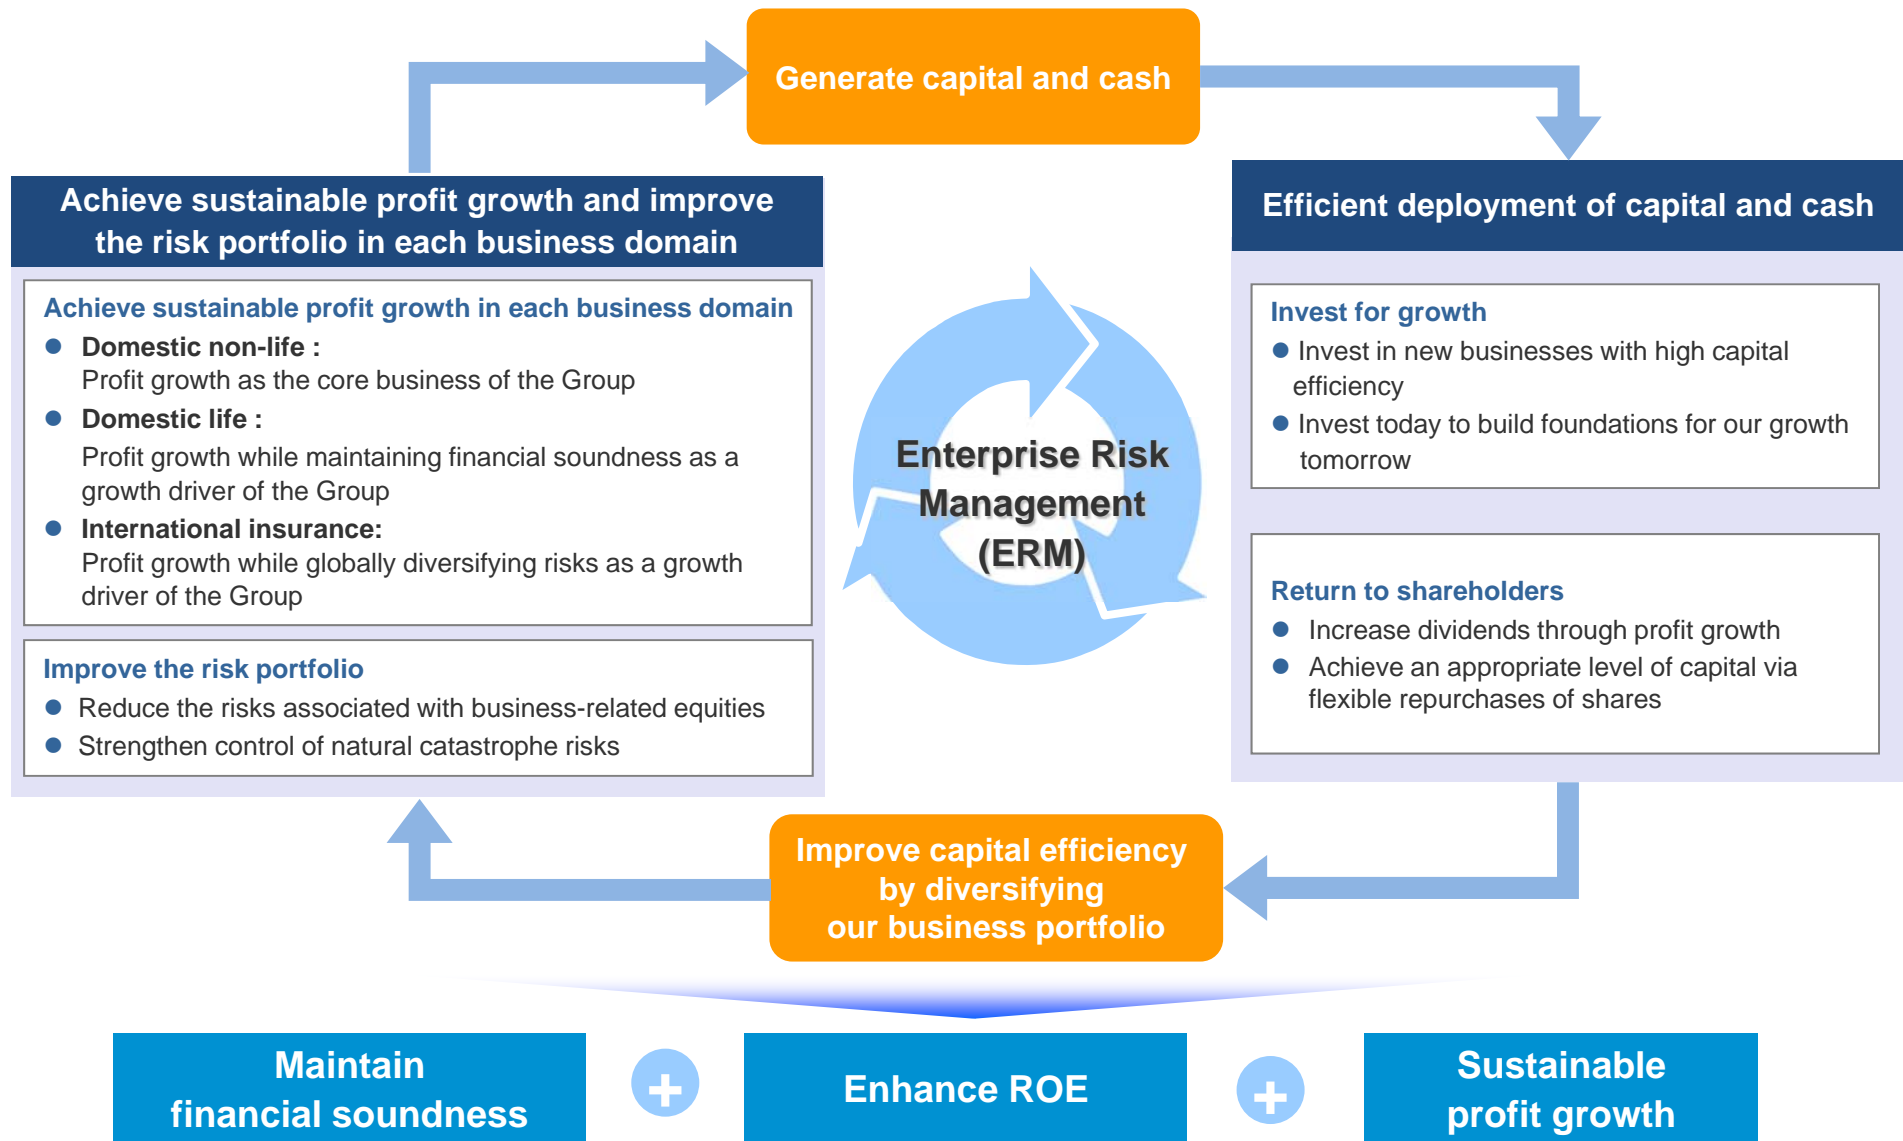 Generate capital and cash
Achieve sustainable profit growth and improve
the risk portfolio in each business domain
Achieve sustainable profit growth in each business domain
● Domestic non-life :
Profit growth as the core business of the Group
● Domestic life :
Profit growth while maintaining financial soundness as a
growth driver of the Group
● International insurance:
Profit growth while globally diversifying risks as a growth
driver of the Group
Improve the risk portfolio
● Reduce the risks associated with business-related equities
● Strengthen control of natural catastrophe risks
Enterprise Risk
Management
(ERM)
Efficient deployment of capital and cash
Invest for growth
● Invest in new businesses with high capital
efficiency
● Invest today to build foundations for our growth
tomorrow
Return to shareholders
● Increase dividends through profit growth
● Achieve an appropriate level of capital via
flexible repurchases of shares
Improve capital efficiency
by diversifying
our business portfolio
Maintain
financial soundness
+
Enhance ROE
+
Sustainable
profit growth